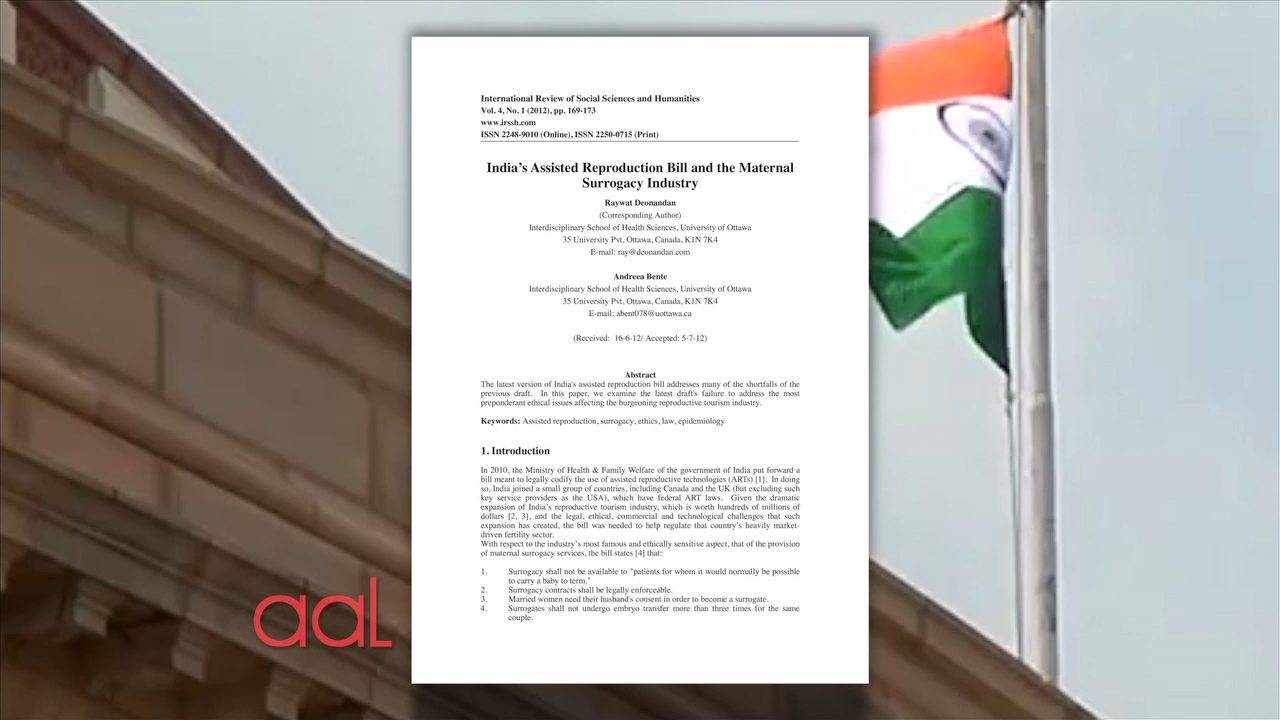 International Review of Social Sciences and Humanities
Vol. 4, No. 1 (2012), pp. 169-173
www.irssh.com
ISSN 2248-9010 (Online), ISSN 2250-0715 (Print)
India's Assisted Reproduction Bill and the Maternal
Surrogacy Industry
Raywat Deonandan
(Corresponding Author)
Interdisciplinary School of Health Sciences, University of Ottawa
35 University Pvt, Ottawa, Canada, K1N 7K4
E-mail: ray@deonandan.com
Andreea Bente
Interdisciplinary School of Health Sciences, University of Ottawa
35 University Pvt, Ottawa, Canada, K1N 7K4
E-mail: abent078@uottawa.ca
(Received: 16-6-12/ Accepted: 5-7-12)
Abstract
The latest version of India's assisted reproduction bill addresses many of the shortfalls of the
previous draft. In this paper, we examine the latest draft's failure to address the most
preponderant ethical issues affecting the burgeoning reproductive tourism industry.
Keywords: Assisted reproduction, surrogacy, ethics, law, epidemiology
1. Introduction
In 2010, the Ministry of Health & Family Welfare of the government of India put forward a
bill meant to legally codify the use of assisted reproductive technologies (ARTs) [1]. In doing
so, India joined a small group of countries, including Canada and the UK (but excluding such
key service providers as the USA), which have federal ART laws. Given the dramatic
expansion of India's reproductive tourism industry, which is worth hundreds of millions of
dollars [2, 3], and the legal, ethical, commercial and technological challenges that such
expansion has created, the bill was needed to help regulate that country's heavily market-
driven fertility sector.
With respect to the industry's most famous and ethically sensitive aspect, that of the provision
of maternal surrogacy services, the bill states [4] that:
1. Surrogacy shall not be available to "patients for whom it would normally be possible
to carry a baby to term."
2. Surrogacy contracts shall be legally enforceable.
3. Married women need their husband's consent in order to become a surrogate.
4. Surrogates shall not undergo embryo transfer more than three times for the same
couple.
aaL